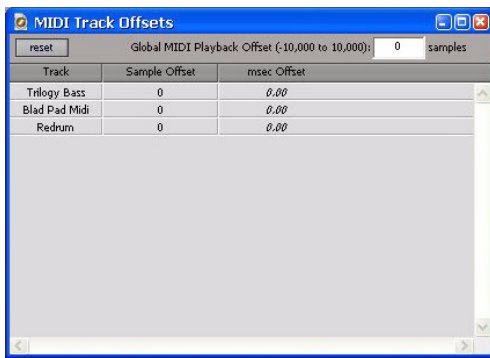 MIDI Track Offsets
reset Global MIDI Playback Offset (-10,000 to 10,000): 0 samples
Track Sample Offset msec Offset
Trilogy Bass 0 0.00
Blad Pad Midi 0 0.00
Redrum 0 0.00